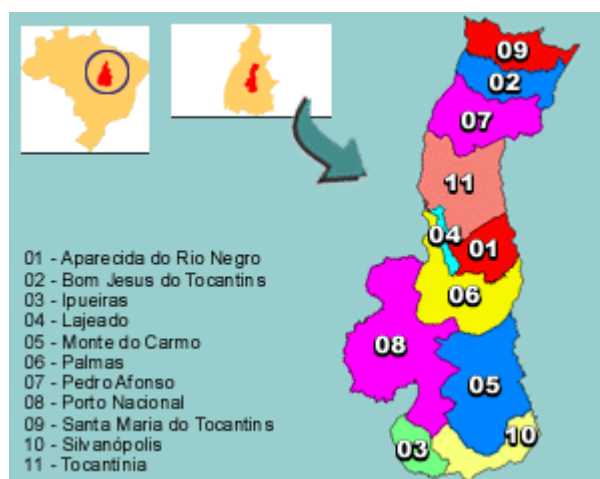 09
02
07
11
04
01
06
08
05
03
10
01 - Aparecida do Rio Negro
02 - Bom Jesus do Tocantins
03 - Ipueiras
04 - Lajeado
05 - Monte do Carmo
06 - Palmas
07 - Pedro Afonso
08 - Porto Nacional
09 - Santa Maria do Tocantins
10 - Silvanópolis
11 - Tocantínia